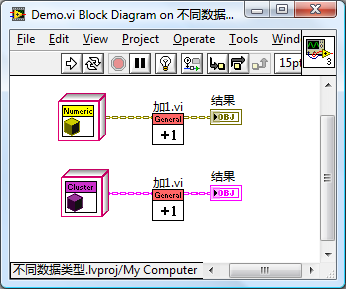 Demo.vi Block Diagram on 不同数据...
File Edit View Project Operate Tools Wind
15pt
3
Numeric
加1.vi
General
+1
结果
OBJ
Cluster
加1.vi
General
+1
结果
OBJ
不同数据类型.lvproj/My Computer